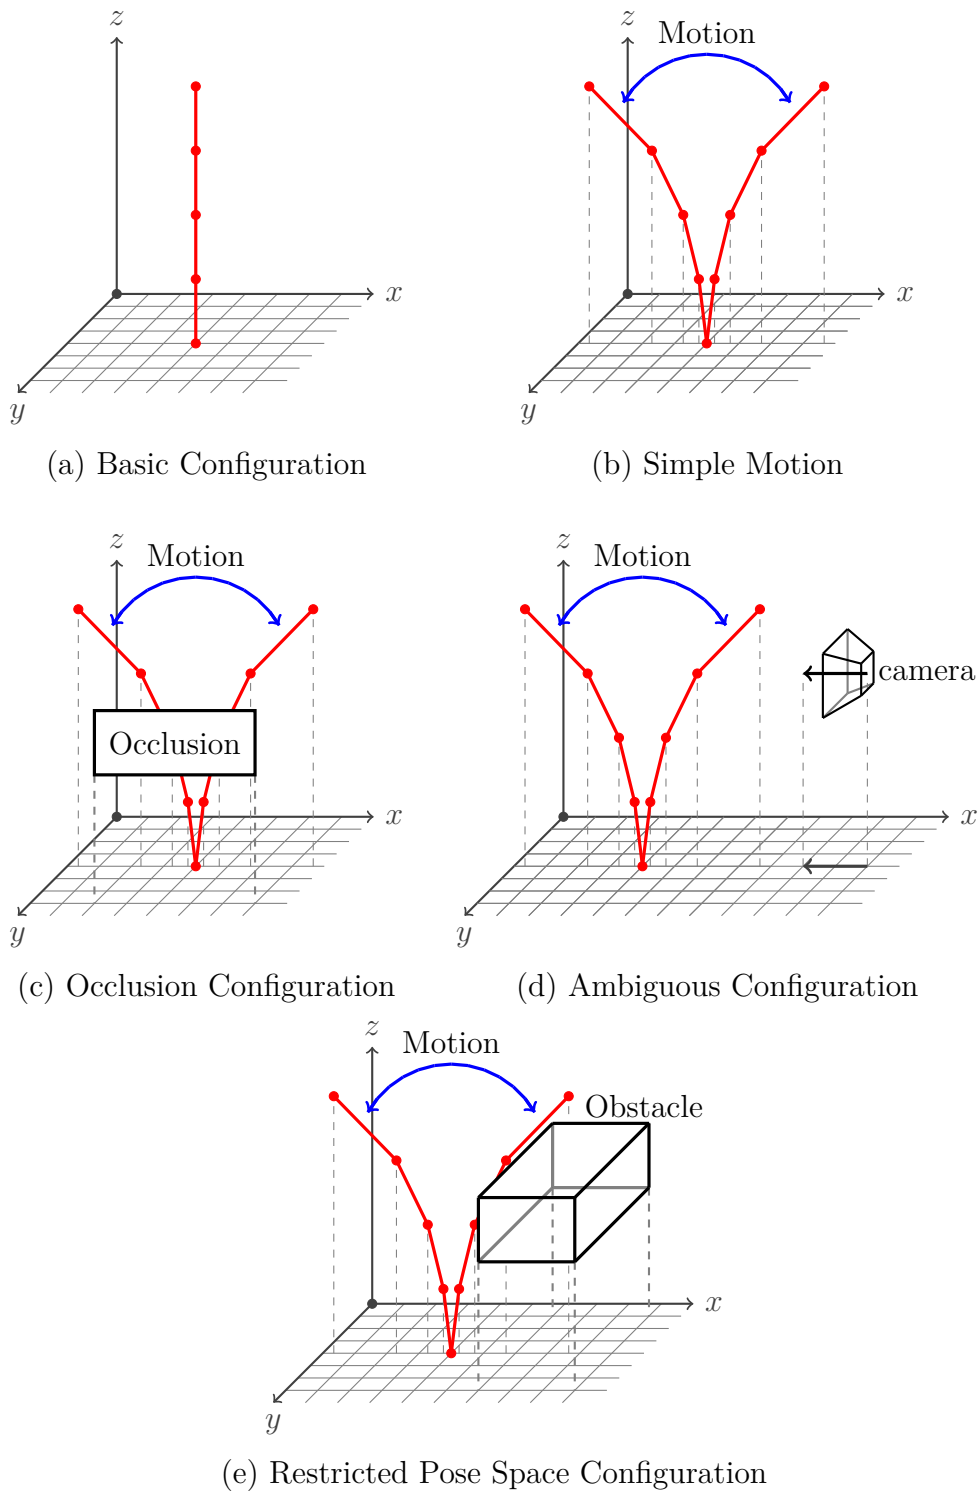 z
x
y
(a) Basic Configuration
z
Motion
x
y
(b) Simple Motion
z
Motion
Occlusion
x
y
(c) Occlusion Configuration
z
Motion
camera
x
y
(d) Ambiguous Configuration
z
Motion
Obstacle
x
y
(e) Restricted Pose Space Configuration